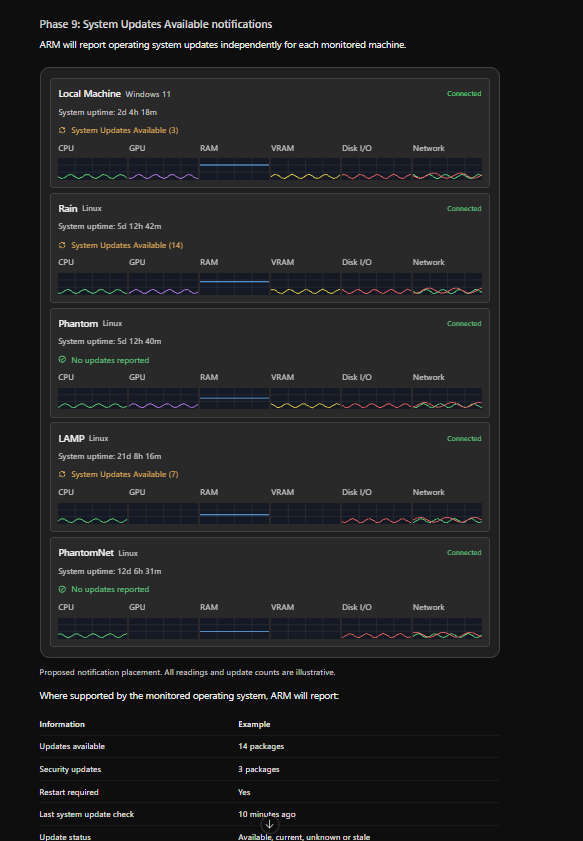 Phase 9: System Updates Available notifications
ARM will report operating system updates independently for each monitored machine.
Local Machine Windows 11 Connected
System uptime: 2d 4h 18m
System Updates Available (3)
CPU GPU RAM VRAM Disk I/O Network
Rain Linux Connected
System uptime: 5d 12h 42m
System Updates Available (14)
CPU GPU RAM VRAM Disk I/O Network
Phantom Linux Connected
System uptime: 5d 12h 40m
No updates reported
CPU GPU RAM VRAM Disk I/O Network
LAMP Linux Connected
System uptime: 21d 8h 16m
System Updates Available (7)
CPU GPU RAM VRAM Disk I/O Network
PhantomNet Linux Connected
System uptime: 12d 6h 31m
No updates reported
CPU GPU RAM VRAM Disk I/O Network
Proposed notification placement. All readings and update counts are illustrative.
Where supported by the monitored operating system, ARM will report:
Information Example
Updates available 14 packages
Security updates 3 packages
Restart required Yes
Last system update check 10 minutes ago
Update status Available, current, unknown or stale